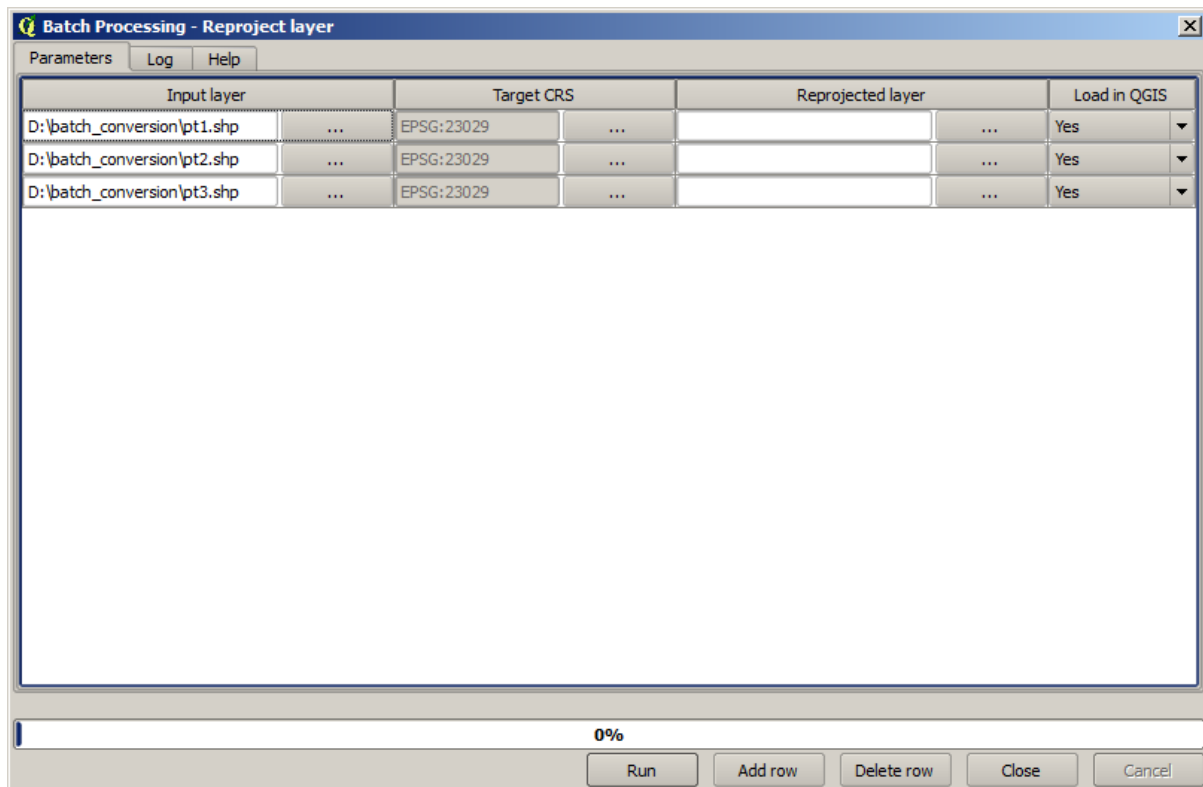 Batch Processing - Reproject layer
Parameters Log Help
Input layer Target CRS Reprojected layer Load in QGIS
D:\batch_conversion\pt1.shp ... EPSG:23029 ... ... Yes
D:\batch_conversion\pt2.shp ... EPSG:23029 ... ... Yes
D:\batch_conversion\pt3.shp ... EPSG:23029 ... ... Yes
0%
Run Add row Delete row Close Cancel